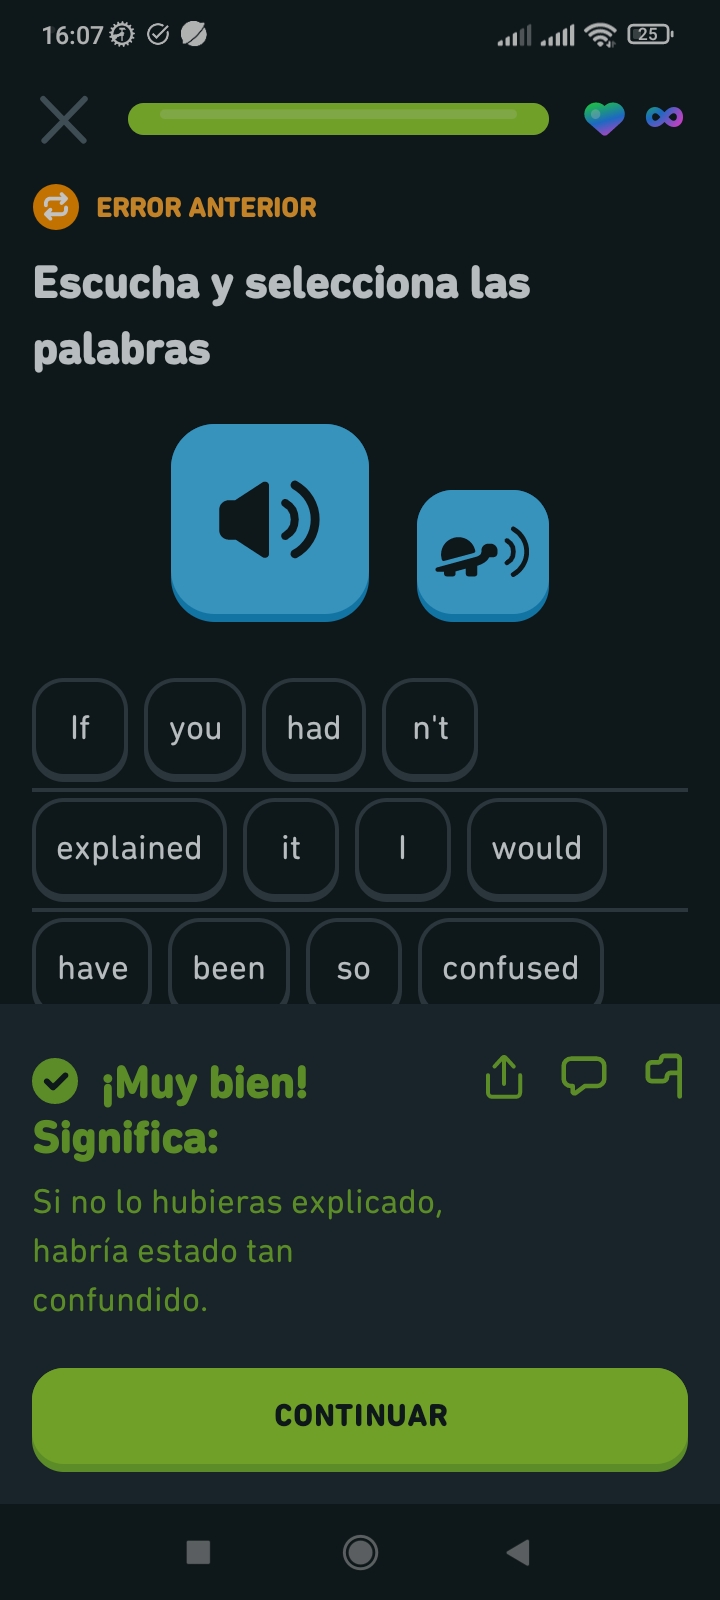 16:07 25
ERROR ANTERIOR
Escucha y selecciona las
palabras
If you had n't
explained it I would
have been so confused
¡Muy bien!
Significa:
Si no lo hubieras explicado,
habría estado tan
confundido.
CONTINUAR